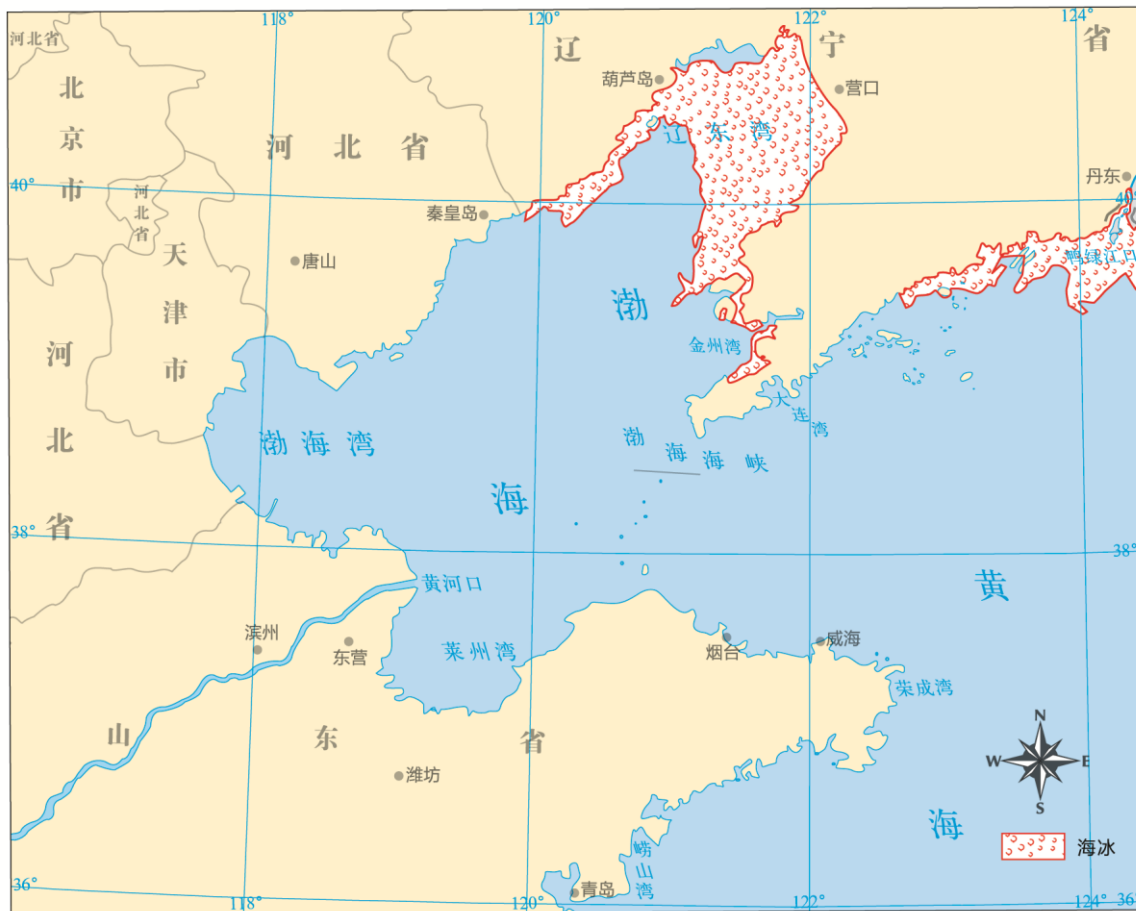 118°
120°
122°
124°
河北省
辽宁省
北京市
葫芦岛
营口
河北省
辽东湾
丹东
40°
40°
河北省
秦皇岛
天津市
唐山
鸭绿江口
渤海
金州湾
河北省
大连湾
渤海湾
渤海海峡
38°
38°
黄河口
黄海
滨州
东营
莱州湾
烟台
威海
荣成湾
山东省
潍坊
N
W
E
S
崂山湾
海冰
青岛
36°
36°
118°
120°
122°
124°